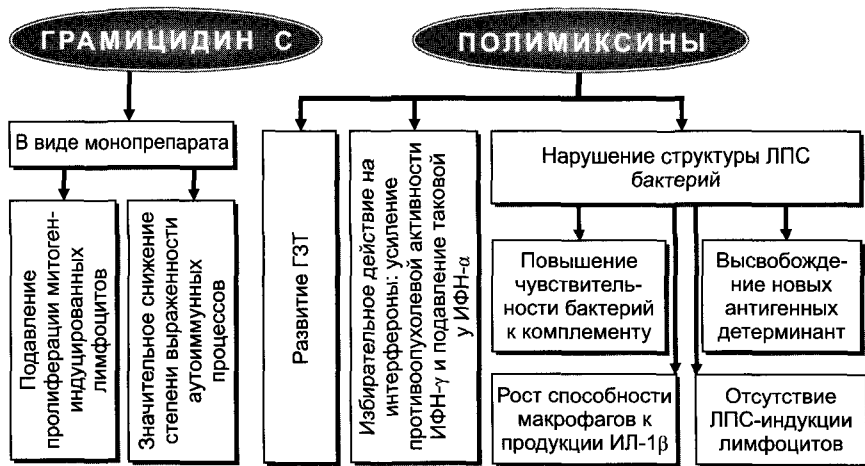 ГРАМИЦИДИН С
В виде монопрепарата
Подавление
пролиферации митоген-
индуцированных
лимфоцитов
Значительное снижение
степени выраженности
аутоиммунных
процессов
ПОЛИМИКСИНЫ
Развитие ГЗТ
Избирательное действие на
интерфероны: усиление
противоопухолевой активности
ИФН-γ и подавление таковой
у ИФН-α
Нарушение структуры ЛПС
бактерий
Повышение
чувствитель-
ности бактерий
к комплементу
Высвобожде-
ние новых
антигенных
детерминант
Рост способности
макрофагов к
продукции ИЛ-1β
Отсутствие
ЛПС-индукции
лимфоцитов